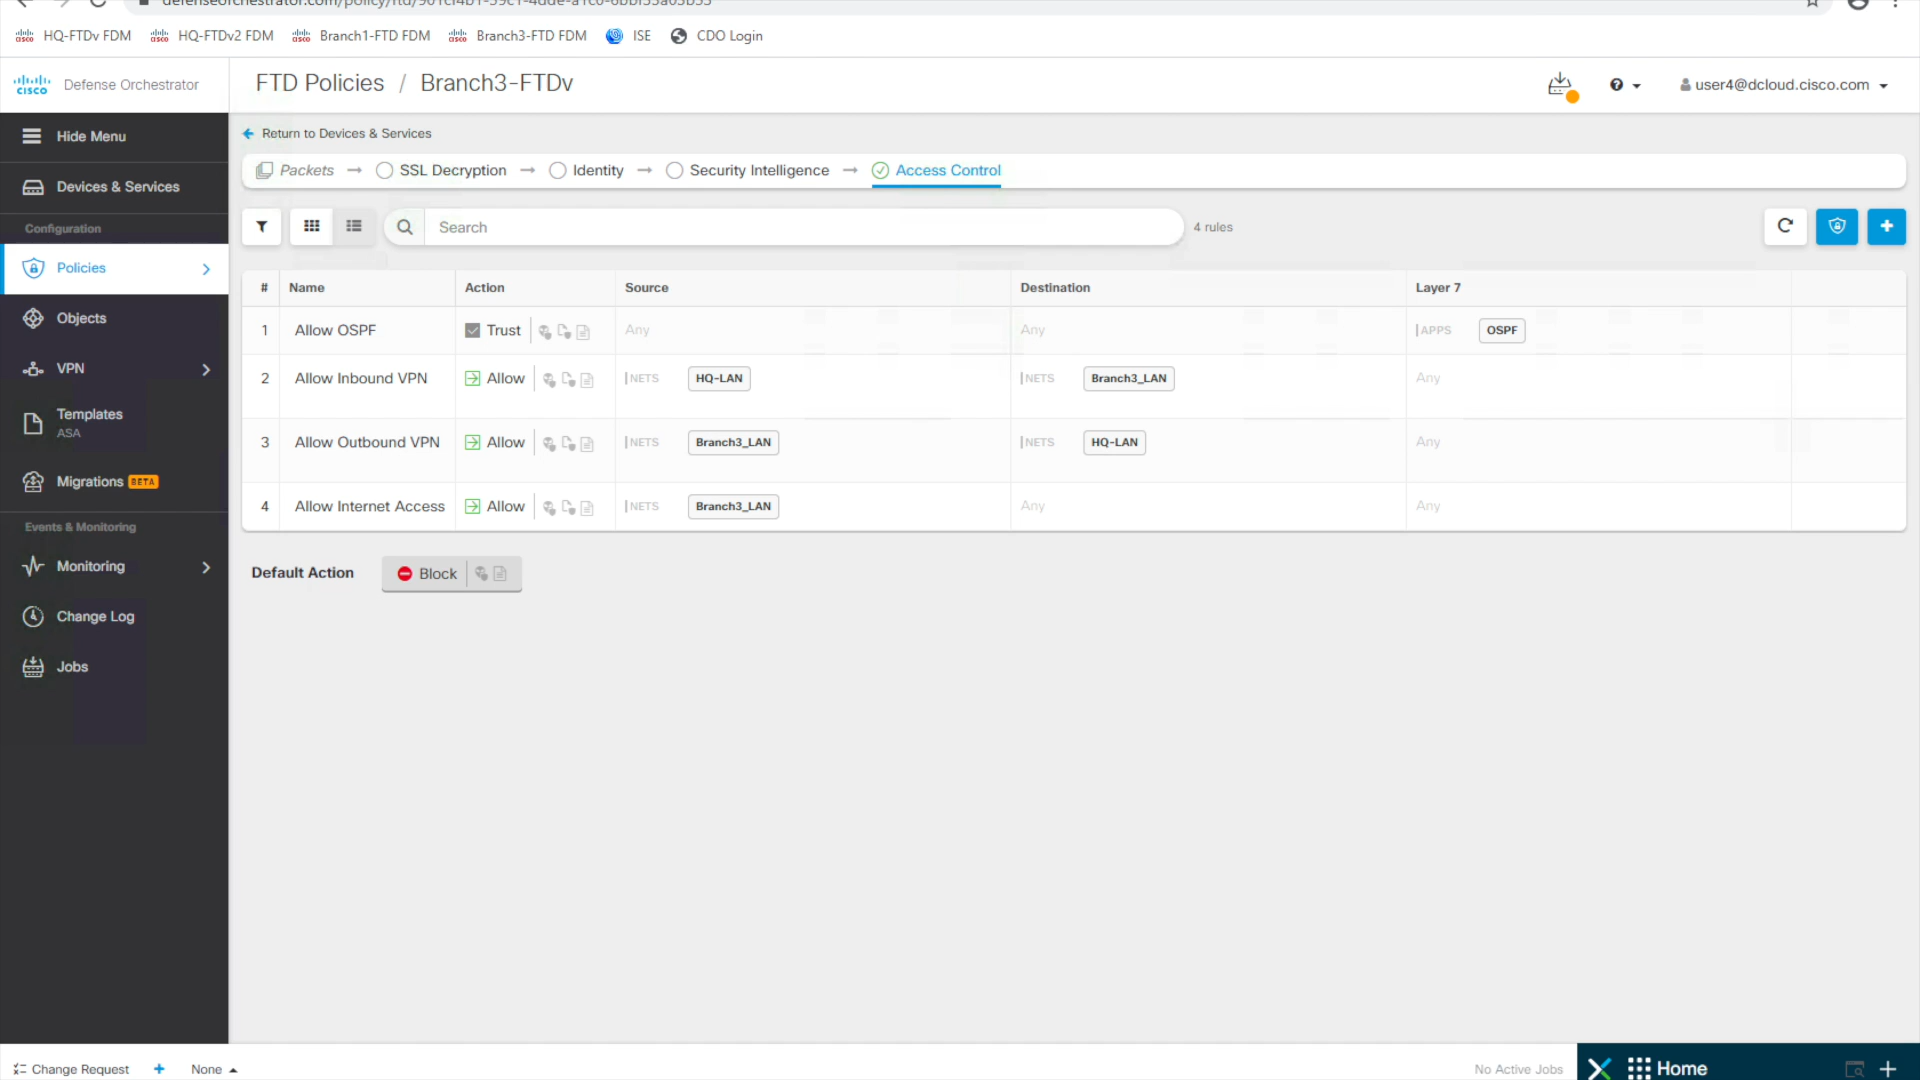 HQ-FTDv FDM HQ-FTDv2 FDM Branch1-FTD FDM Branch3-FTD FDM ISE CDO Login
CISCO Defense Orchestrator FTD Policies / Branch3-FTDv user4@dcloud.cisco.com
Hide Menu
Return to Devices & Services
Packets SSL Decryption Identity Security Intelligence Access Control
Devices & Services
Configuration
Search 4 rules
Policies
# Name Action Source Destination Layer 7
Objects
1 Allow OSPF Trust Any Any APPS OSPF
VPN
2 Allow Inbound VPN Allow NETS HQ-LAN NETS Branch3_LAN Any
Templates
ASA
3 Allow Outbound VPN Allow NETS Branch3_LAN NETS HQ-LAN Any
Migrations BETA
4 Allow Internet Access Allow NETS Branch3_LAN Any Any
Events & Monitoring
Monitoring
Default Action Block
Change Log
Jobs
Change Request + None No Active Jobs Home